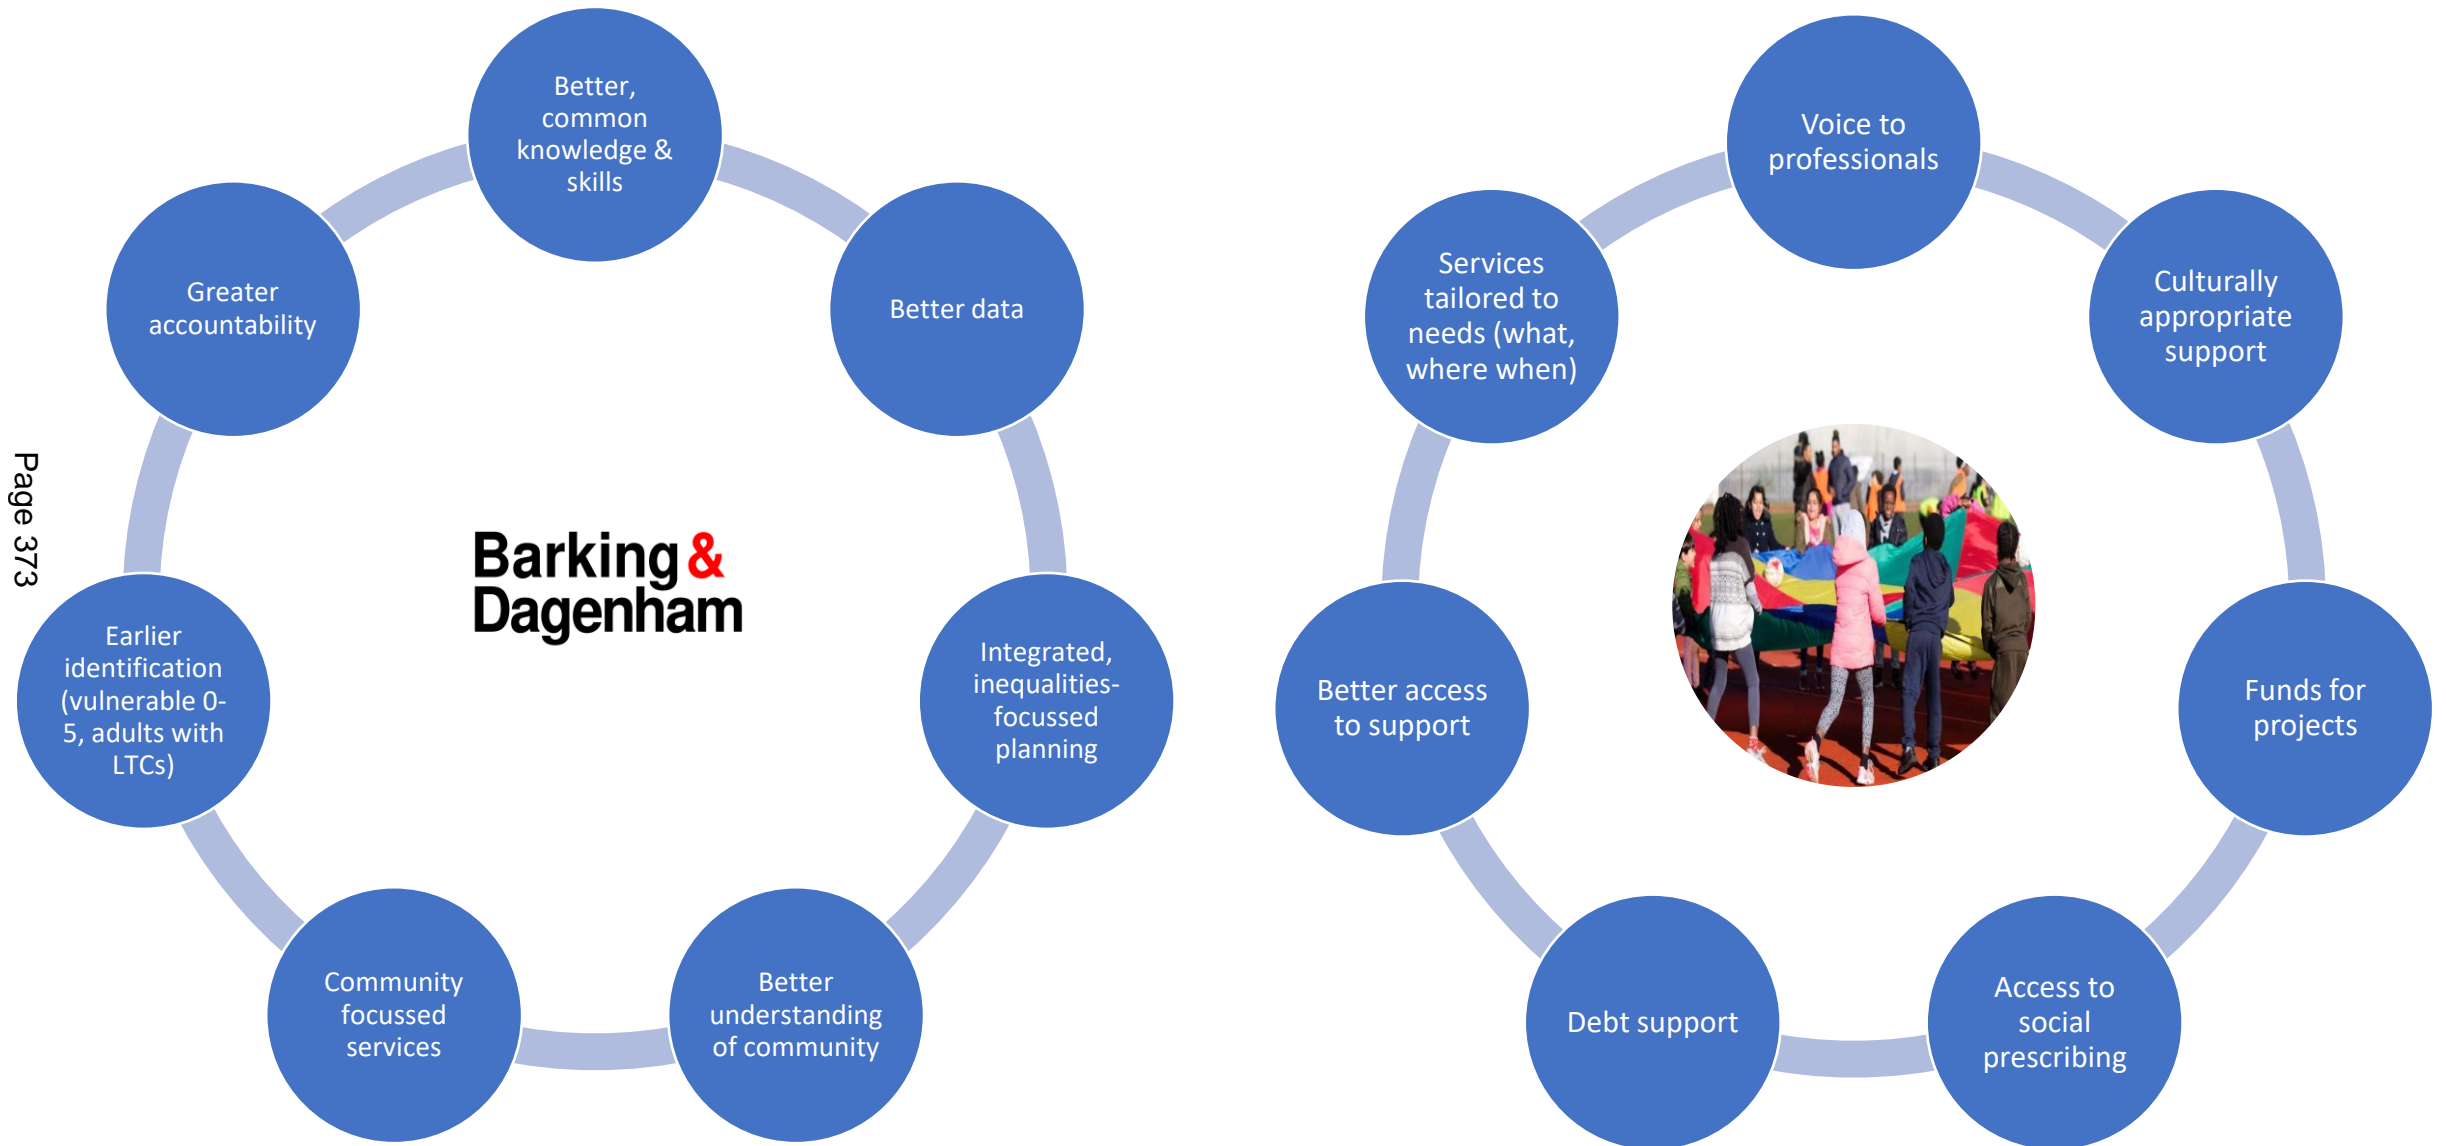 Better,
common
knowledge &
skills
Better data
Integrated,
inequalities-
focussed
planning
Better
understanding
of community
Community
focussed
services
Earlier
identification
(vulnerable 0-
5, adults with
LTCs)
Greater
accountability
Barking &
Dagenham
Voice to
professionals
Culturally
appropriate
support
Funds for
projects
Access to
social
prescribing
Debt support
Better access
to support
Services
tailored to
needs (what,
where when)
Page 373